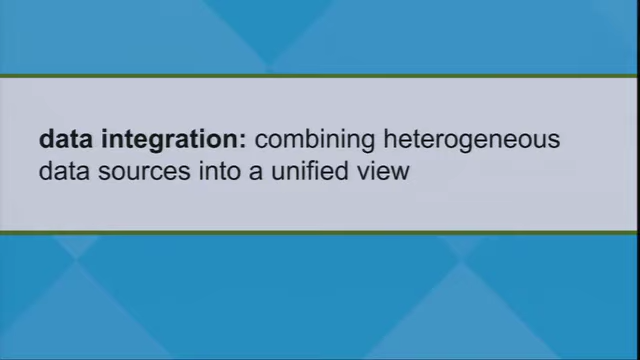 data integration: combining heterogeneous
data sources into a unified view